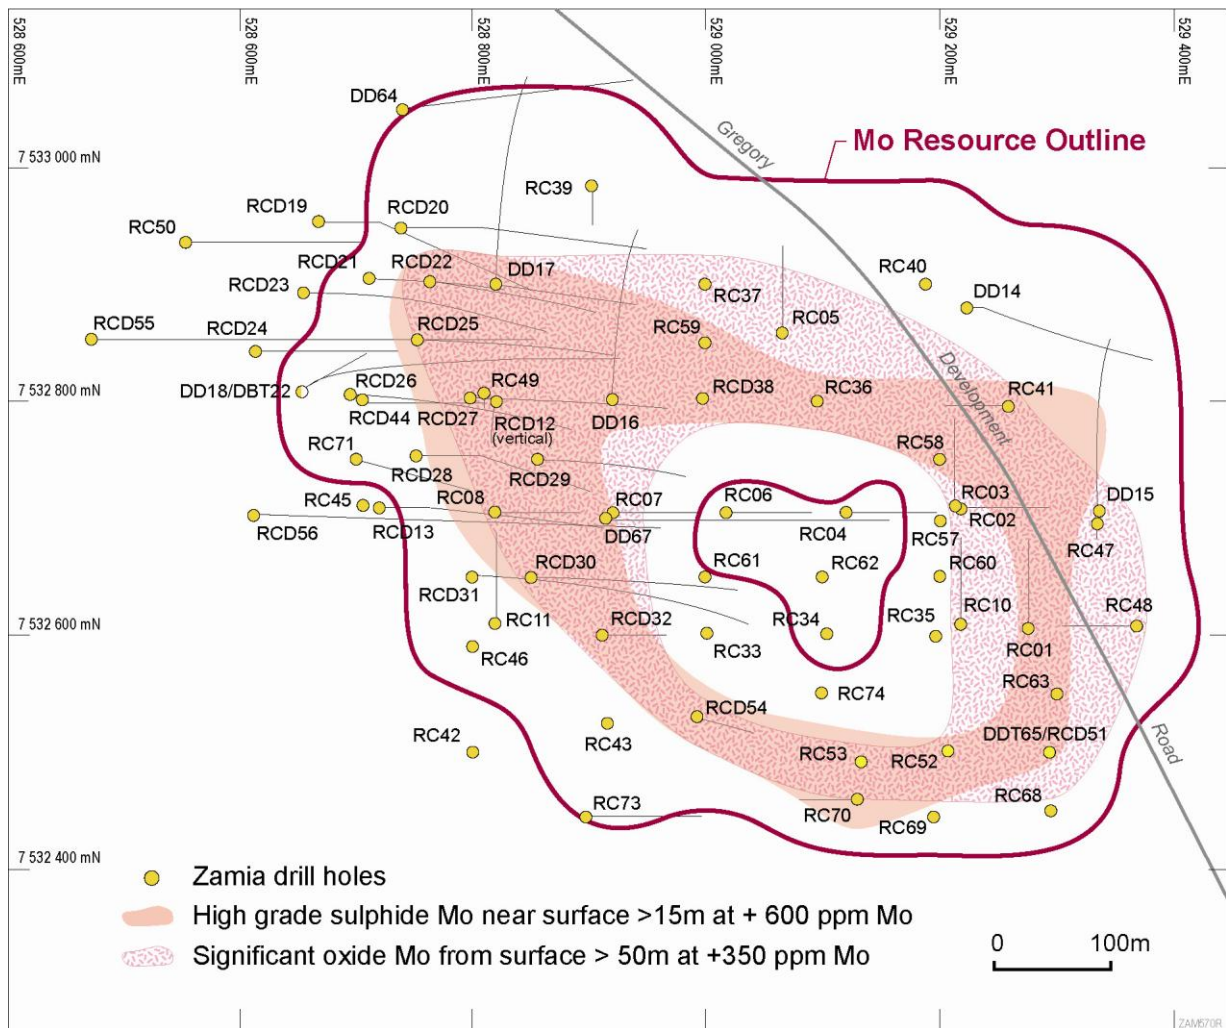 528 600mE
528 600mE
528 800mE
529 000mE
529 200mE
529 400mE
DD64
Gregory
Mo Resource Outline
7 533 000 mN
RC39
RCD19
RCD20
RC50
RCD21
RCD22
DD17
RC40
RCD23
RC37
DD14
RCD55
RCD24
RCD25
RC59
RC05
Development
DD18/DBT22
RCD26
RC49
RCD38
RC36
RC41
7 532 800 mN
RCD44
RCD27
RCD12
(vertical)
DD16
RC71
RC58
RCD28
RCD29
RC45
RC08
RC07
RC06
RC03
DD15
RCD56
RCD13
DD67
RC04
RC57
RC02
RC47
RCD30
RC61
RC62
RC60
RCD31
RC11
RCD32
RC34
RC35
RC10
RC48
7 532 600 mN
RC46
RC33
RC01
RC63
RC74
RCD54
RC42
RC43
RC53
RC52
DDT65/RCD51
Road
RC73
RC70
RC69
RC68
7 532 400 mN
Zamia drill holes
High grade sulphide Mo near surface >15m at + 600 ppm Mo
Significant oxide Mo from surface > 50m at +350 ppm Mo
0 100m
ZAM570R